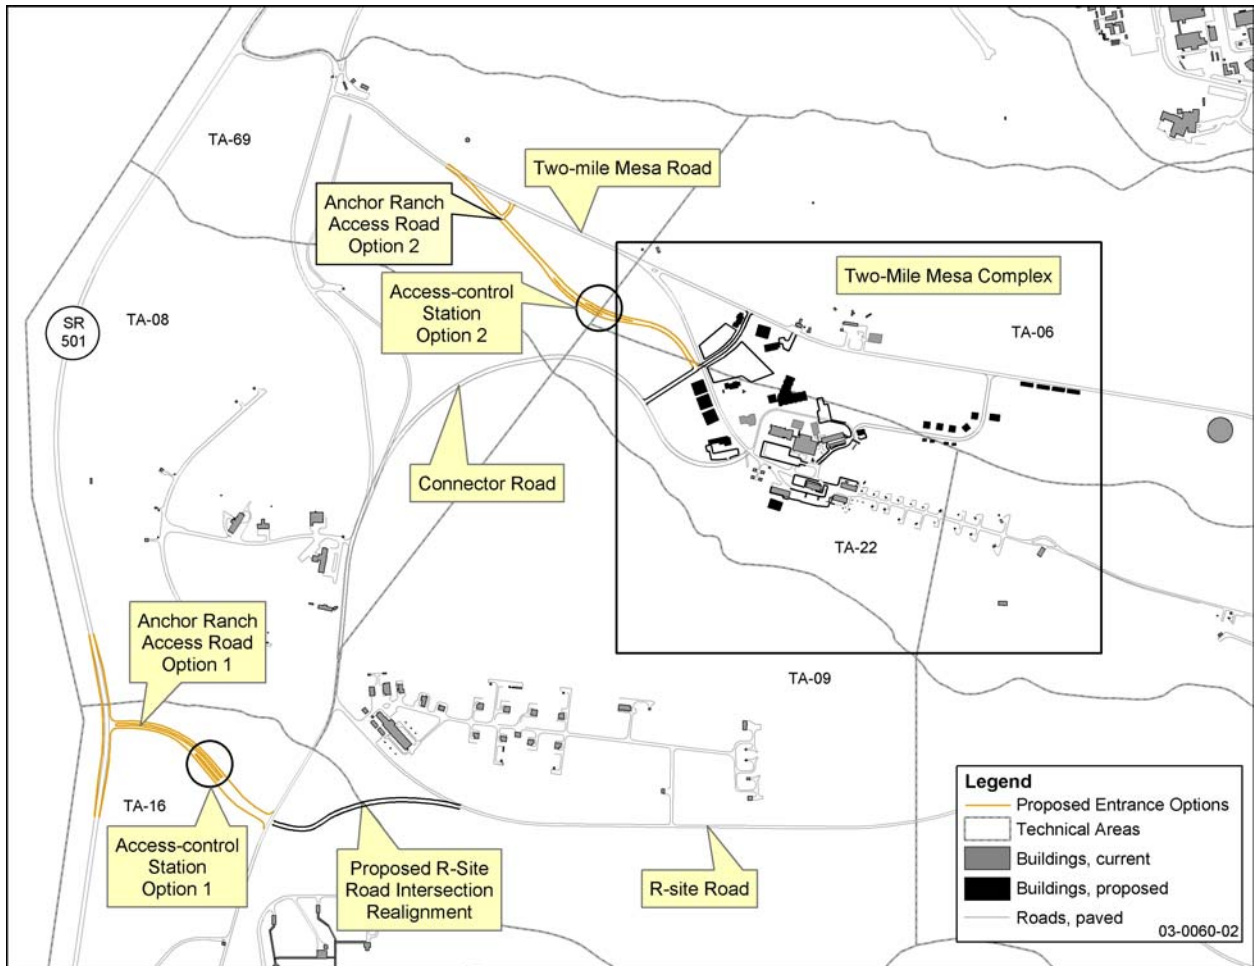 TA-69
Two-mile Mesa Road
Anchor Ranch
Access Road
Option 2
Two-Mile Mesa Complex
Access-control
Station
Option 2
SR
501
TA-08
TA-06
Connector Road
TA-22
Anchor Ranch
Access Road
Option 1
TA-09
TA-16
Access-control
Station
Option 1
Proposed R-Site
Road Intersection
Realignment
R-site Road
Legend
Proposed Entrance Options
Technical Areas
Buildings, current
Buildings, proposed
Roads, paved
03-0060-02